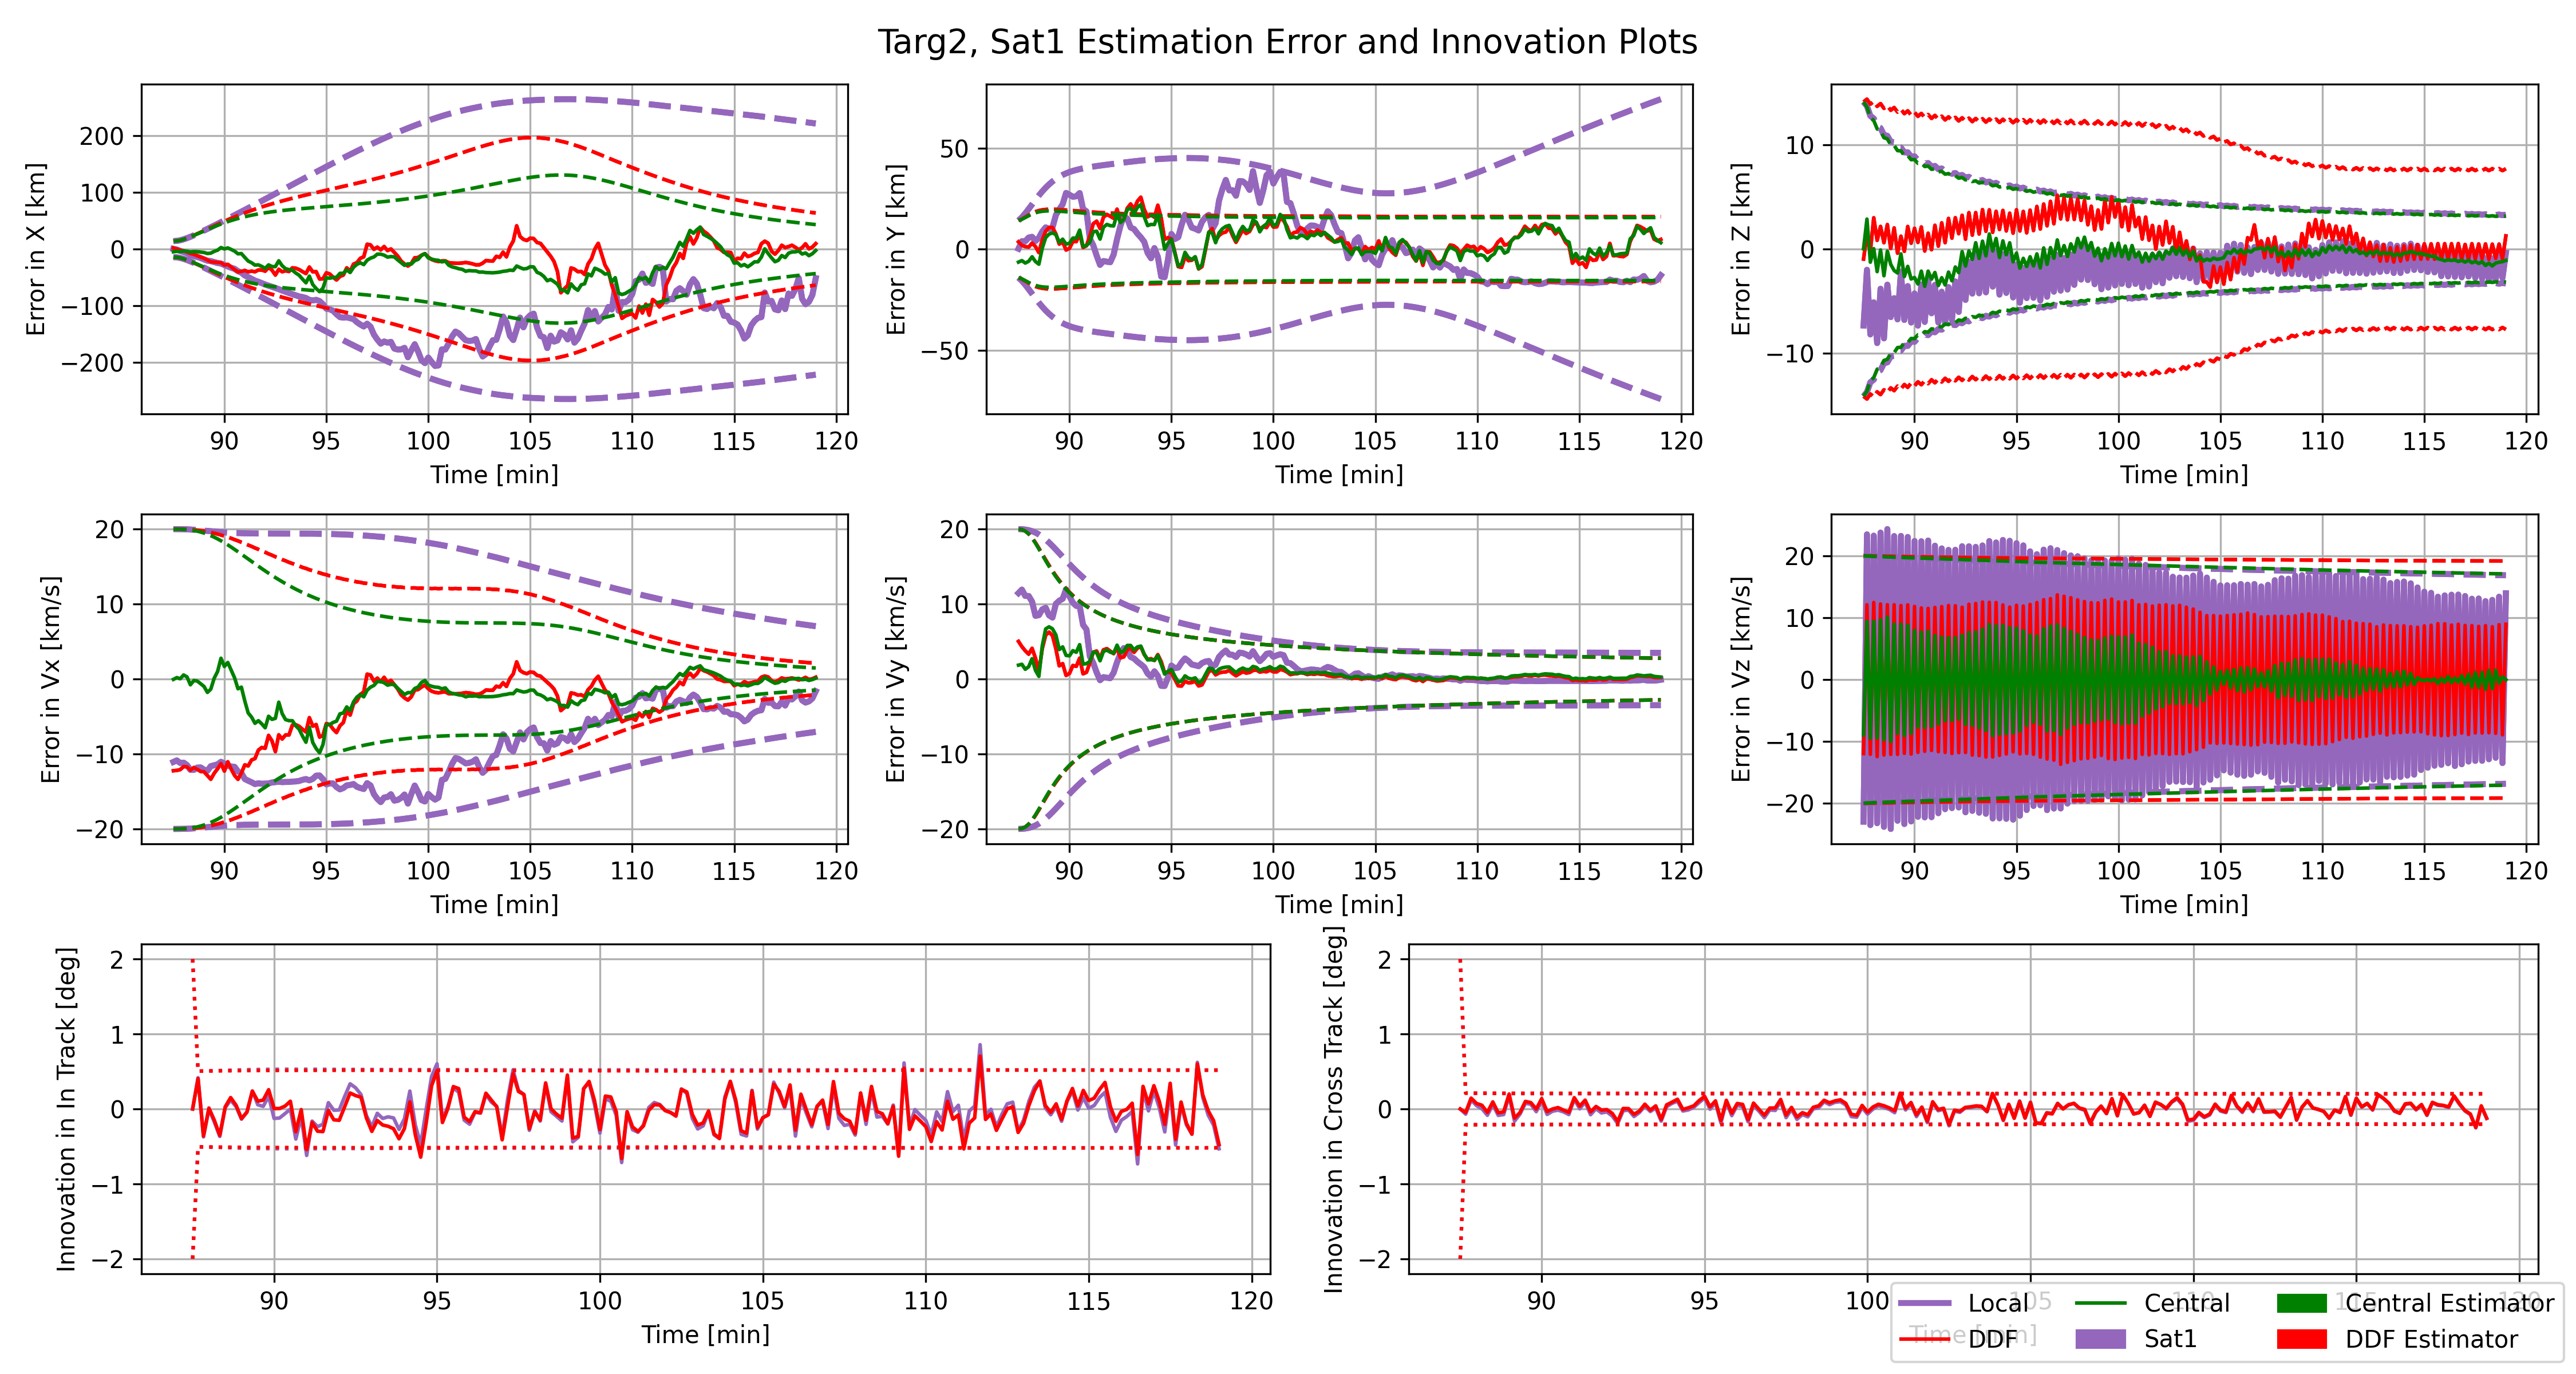 Targ2, Sat1 Estimation Error and Innovation Plots
Error in X [km]
200
100
0
−100
−200
90 95 100 105 110 115 120
Time [min]
Error in Y [km]
50
0
−50
90 95 100 105 110 115 120
Time [min]
Error in Z [km]
10
0
−10
90 95 100 105 110 115 120
Time [min]
Error in Vx [km/s]
20
10
0
−10
−20
90 95 100 105 110 115 120
Time [min]
Error in Vy [km/s]
20
10
0
−10
−20
90 95 100 105 110 115 120
Time [min]
Error in Vz [km/s]
20
10
0
−10
−20
90 95 100 105 110 115 120
Time [min]
Innovation in In Track [deg]
2
1
0
−1
−2
90 95 100 105 110 115 120
Time [min]
Innovation in Cross Track [deg]
2
1
0
−1
−2
90 95 100 105 110 115 120
Time [min]
Local Central Central Estimator
DDF Sat1 DDF Estimator